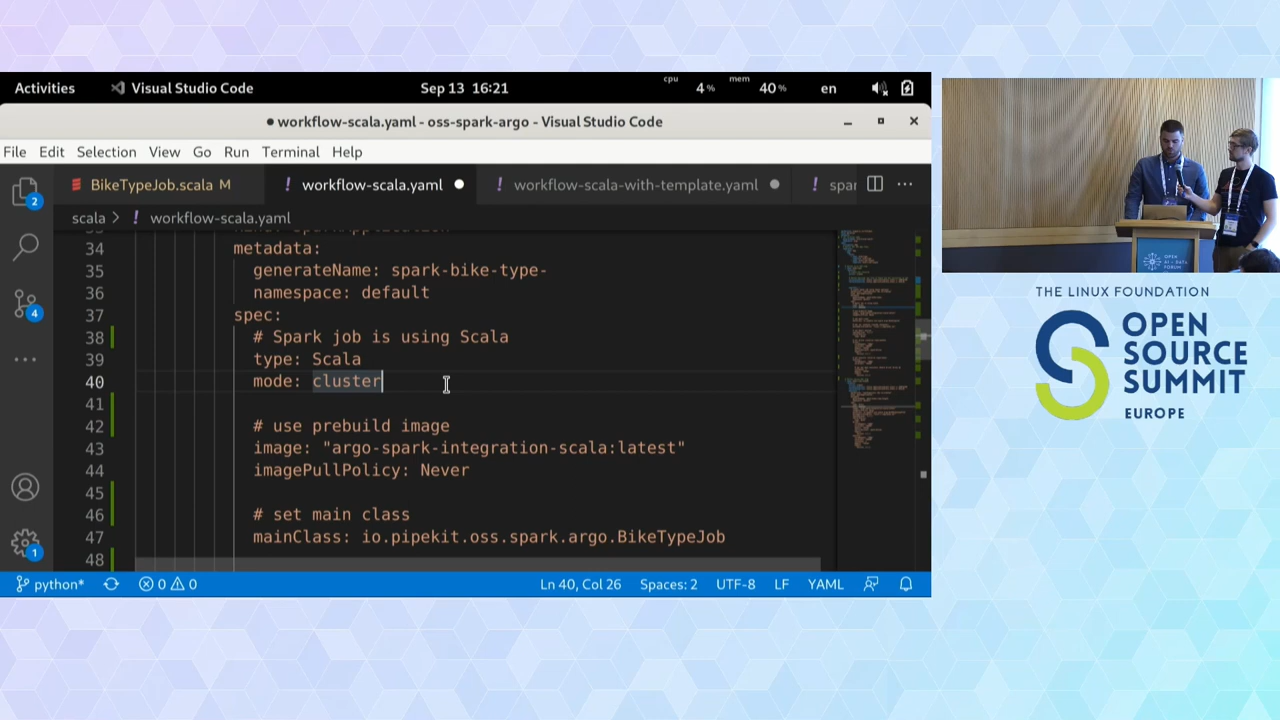 Activities
Visual Studio Code
Sep 13 16:21
cpu
4 %
mem
40 %
en
● workflow-scala.yaml - oss-spark-argo - Visual Studio Code
File Edit Selection View Go Run Terminal Help
BikeTypeJob.scala M
! workflow-scala.yaml ●
! workflow-scala-with-template.yaml ●
! spar
2
scala > ! workflow-scala.yaml
34 metadata:
35 generateName: spark-bike-type-
36 namespace: default
37 spec:
38 # Spark job is using Scala
39 type: Scala
40 mode: cluster
41
42 # use prebuild image
43 image: "argo-spark-integration-scala:latest"
44 imagePullPolicy: Never
45
46 # set main class
47 mainClass: io.pipekit.oss.spark.argo.BikeTypeJob
48
4
1
python* 0 0 Ln 40, Col 26 Spaces: 2 UTF-8 LF YAML
THE LINUX FOUNDATION
OPEN
SOURCE
SUMMIT
EUROPE